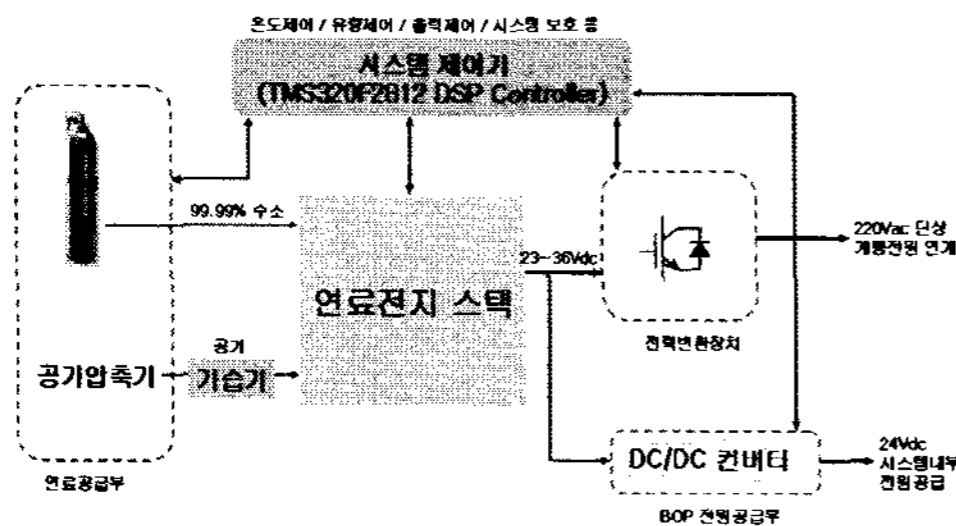 온도제어 / 유량제어 / 출력제어 / 시스템 보호 등
시스템 제어기
(TMS320F2812 DSP Controller)
99.99% 수소
23~36Vdc
220Vac 단상
계통전원 연계
연료전지 스택
전력변환장치
공기
공기압축기
가습기
연료공급부
DC/DC 컨버터
24Vdc
시스템내부
전원공급
BOP 전원공급부